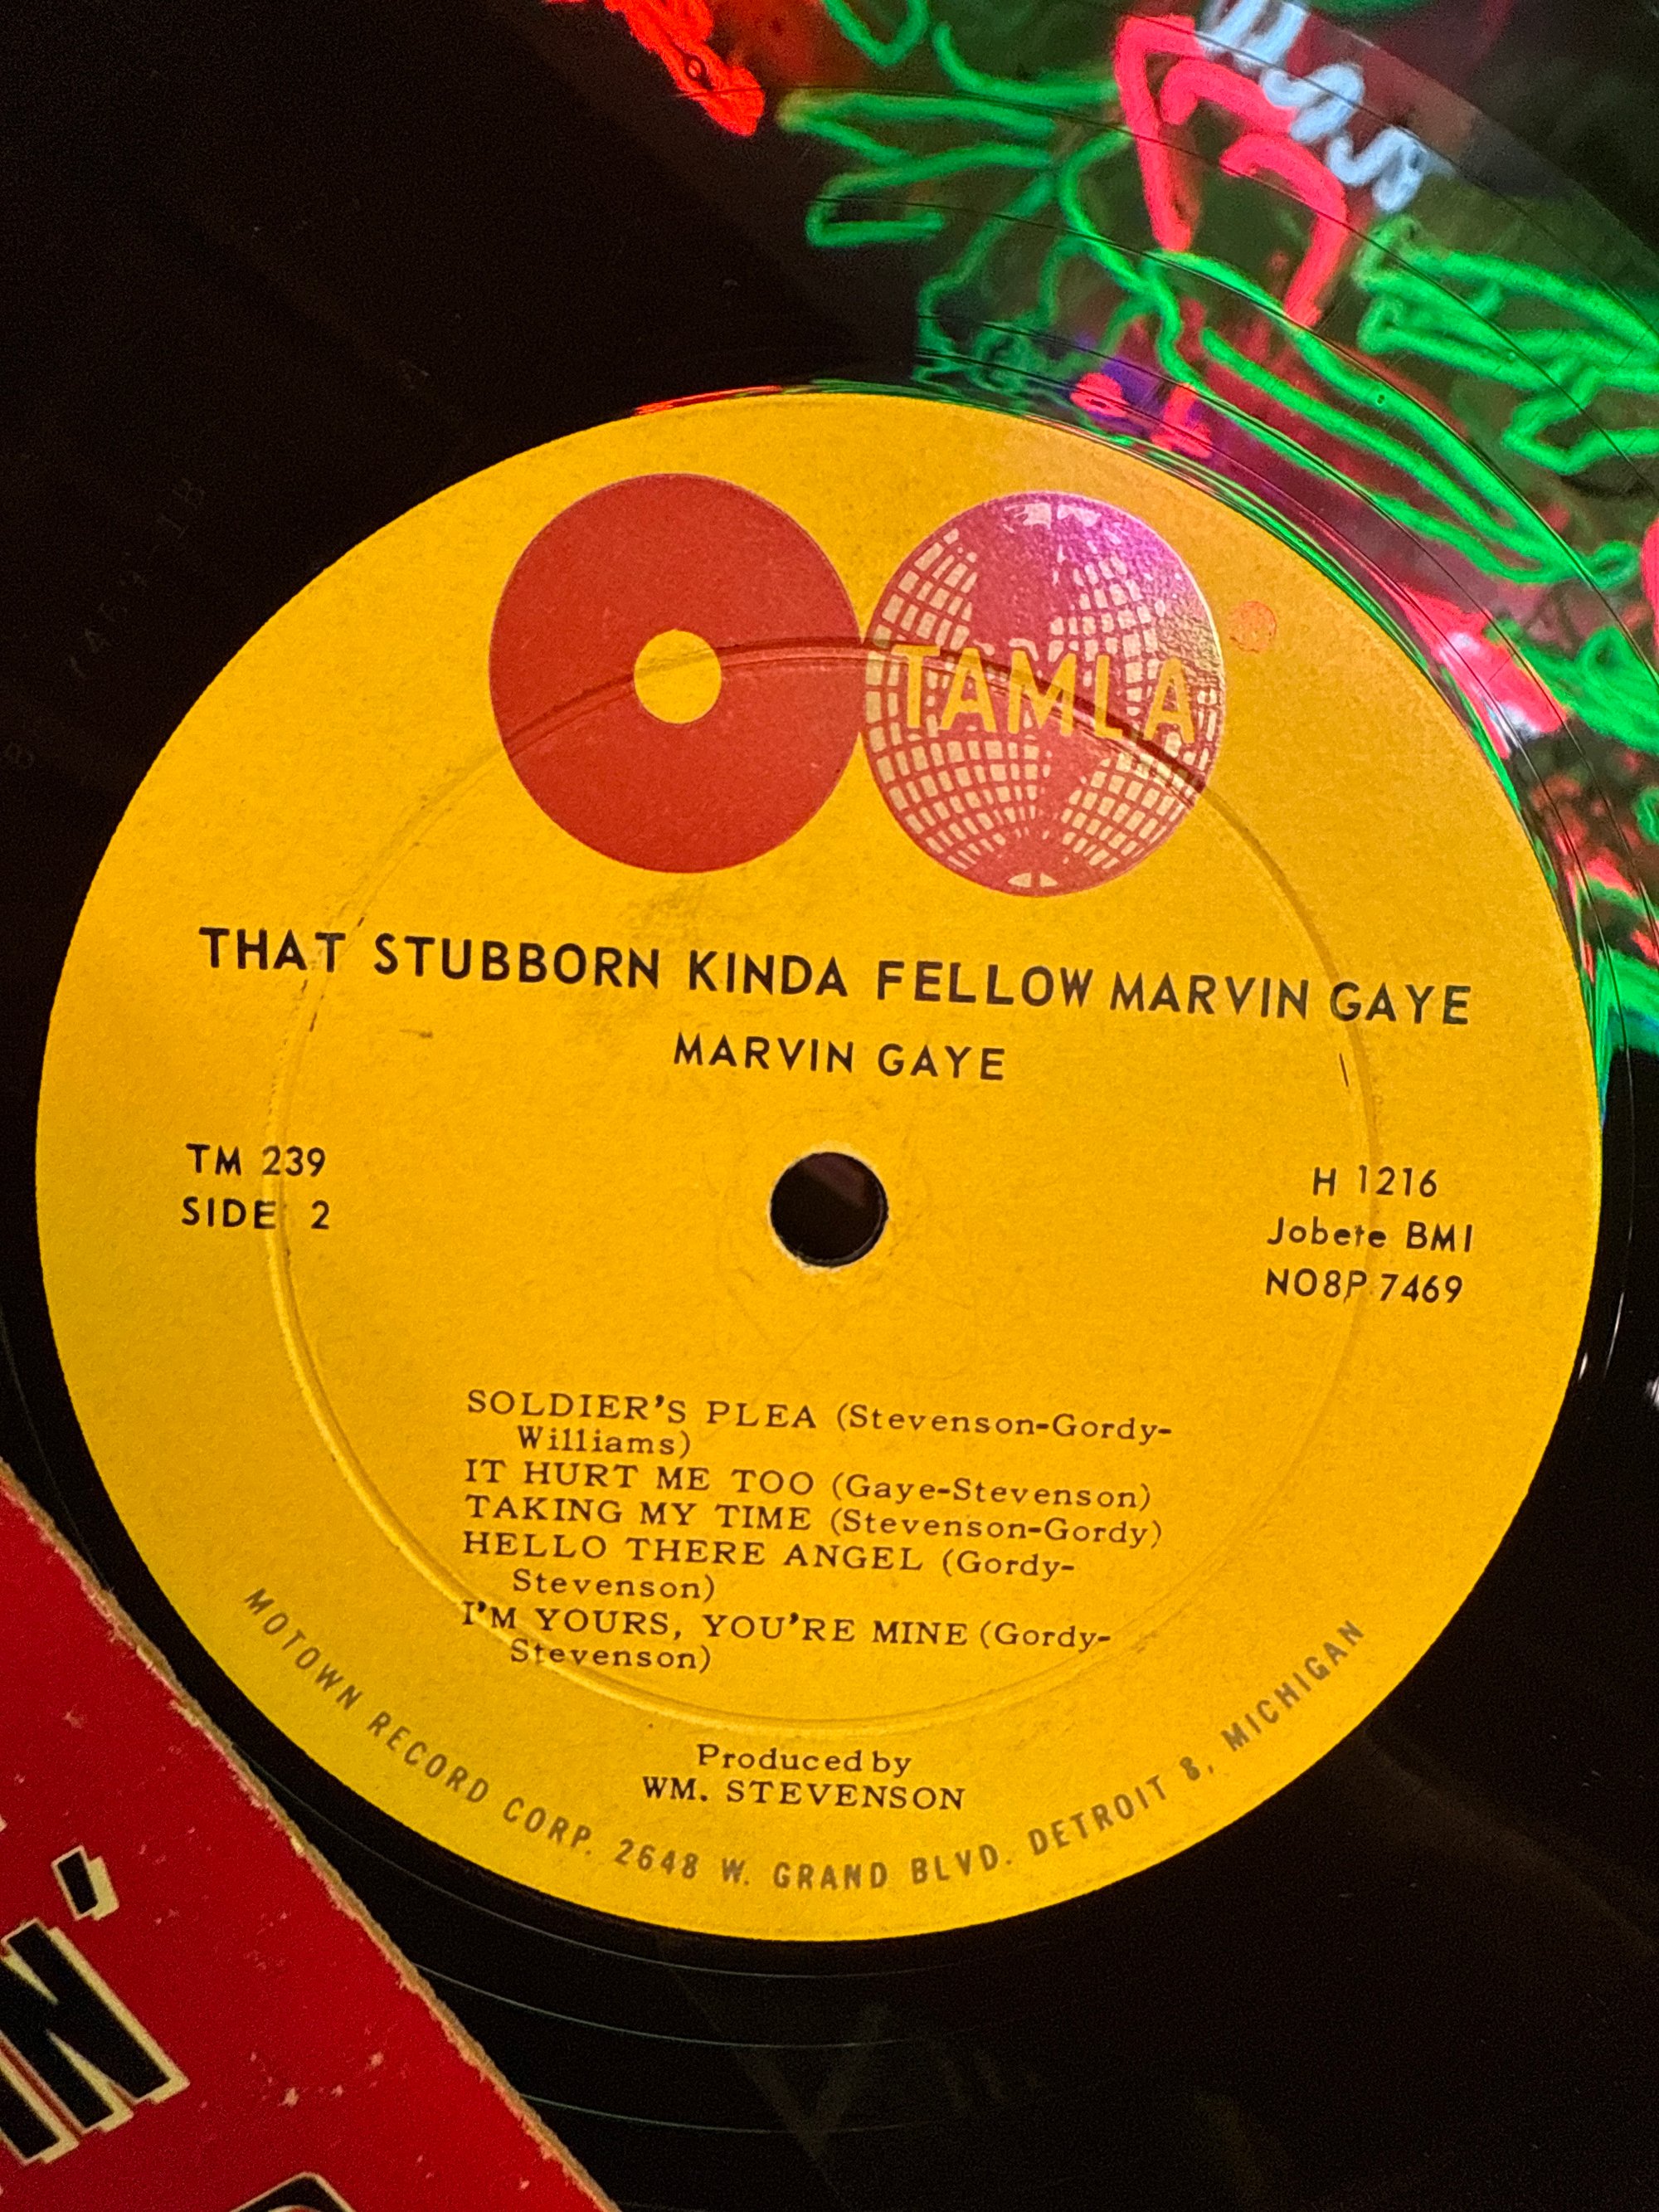 TAMLA
THAT STUBBORN KINDA FELLOW MARVIN GAYE
MARVIN GAYE
TM 239
SIDE 2
H 1216
Jobete BMI
NO8P 7469
SOLDIER'S PLEA (Stevenson-Gordy-
Williams)
IT HURT ME TOO (Gaye-Stevenson)
TAKING MY TIME (Stevenson-Gordy)
HELLO THERE ANGEL (Gordy-
Stevenson)
I'M YOURS, YOU'RE MINE (Gordy-
Stevenson)
Produced by
WM. STEVENSON
MOTOWN RECORD CORP. 2648 W. GRAND BLVD. DETROIT 8, MICHIGAN